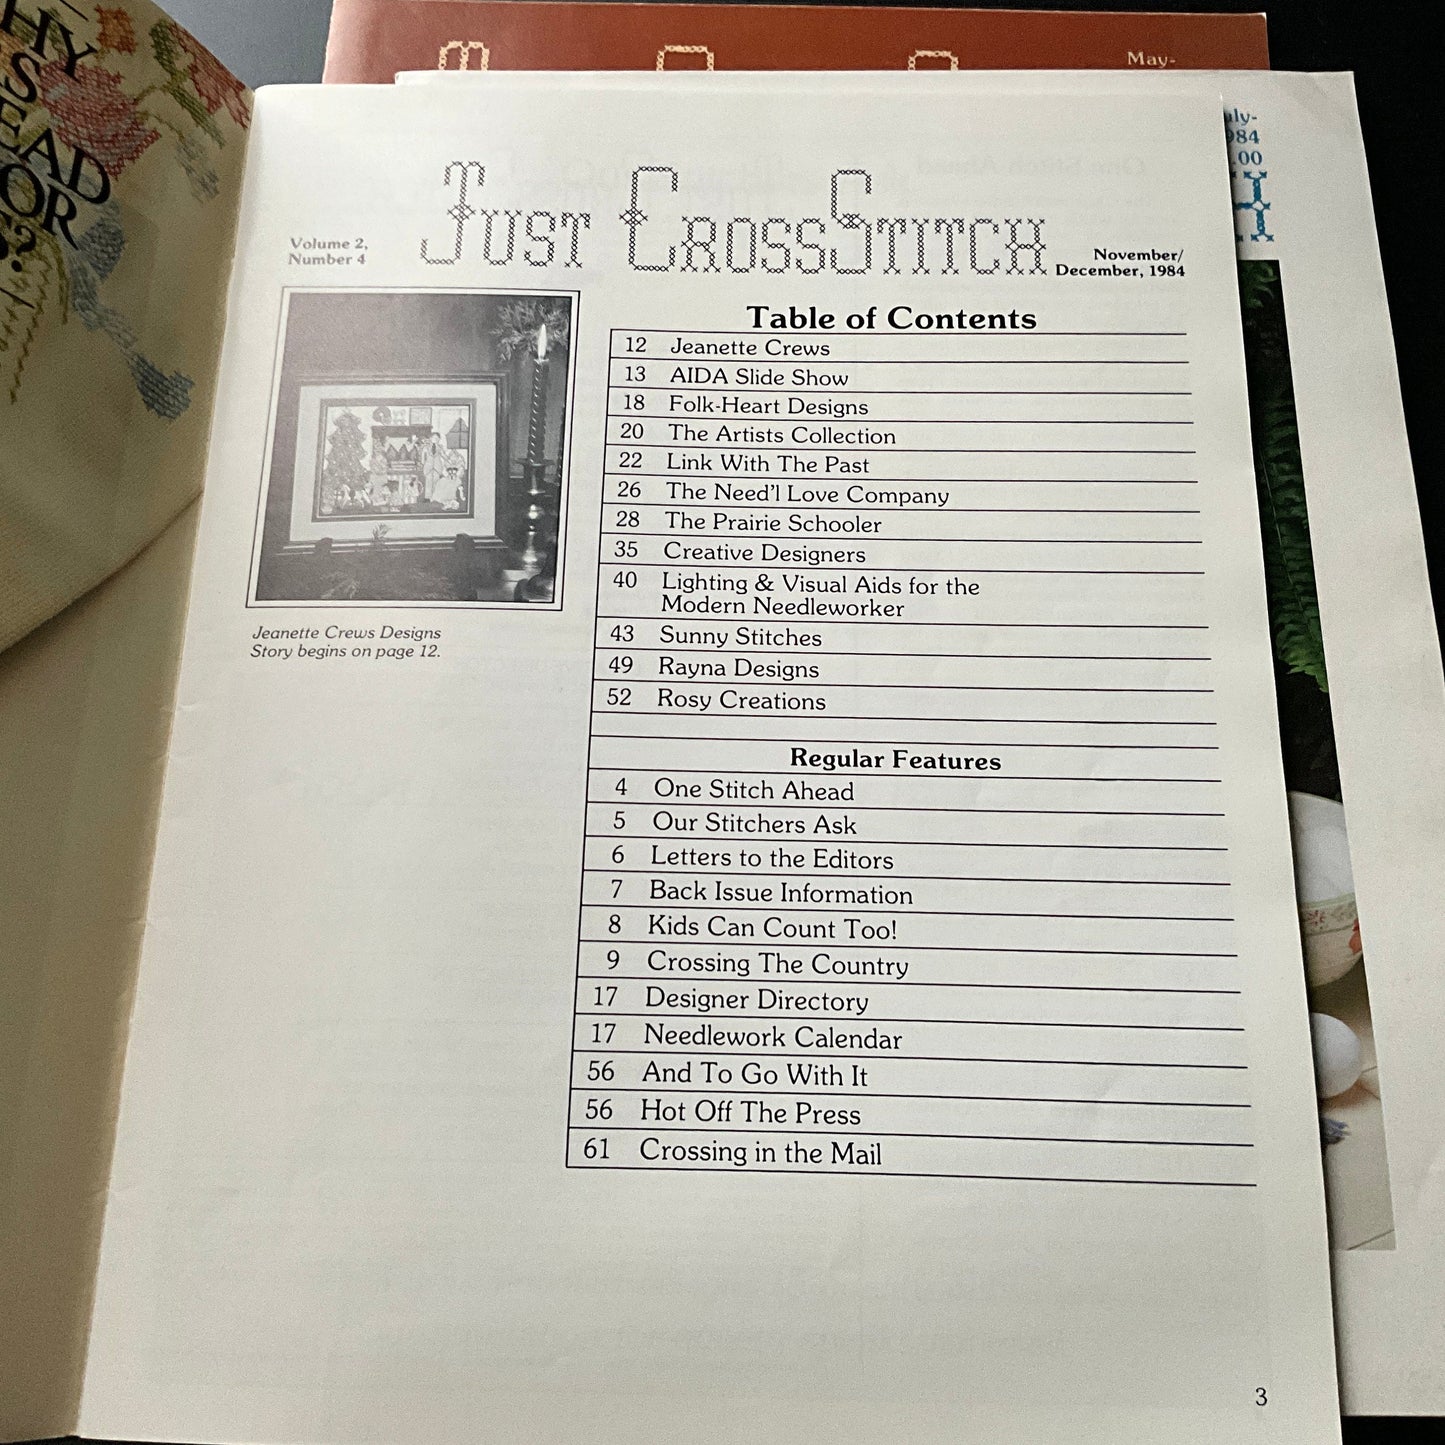 May-
uly-
984
.00
H
HY
S
EAD
OR
?
Volume 2,
Number 4
Just CrossStitch
November/
December, 1984
Jeanette Crews Designs
Story begins on page 12.
Table of Contents
12 Jeanette Crews
13 AIDA Slide Show
18 Folk-Heart Designs
20 The Artists Collection
22 Link With The Past
26 The Need'l Love Company
28 The Prairie Schooler
35 Creative Designers
40 Lighting & Visual Aids for the
Modern Needleworker
43 Sunny Stitches
49 Rayna Designs
52 Rosy Creations
Regular Features
4 One Stitch Ahead
5 Our Stitchers Ask
6 Letters to the Editors
7 Back Issue Information
8 Kids Can Count Too!
9 Crossing The Country
17 Designer Directory
17 Needlework Calendar
56 And To Go With It
56 Hot Off The Press
61 Crossing in the Mail
3